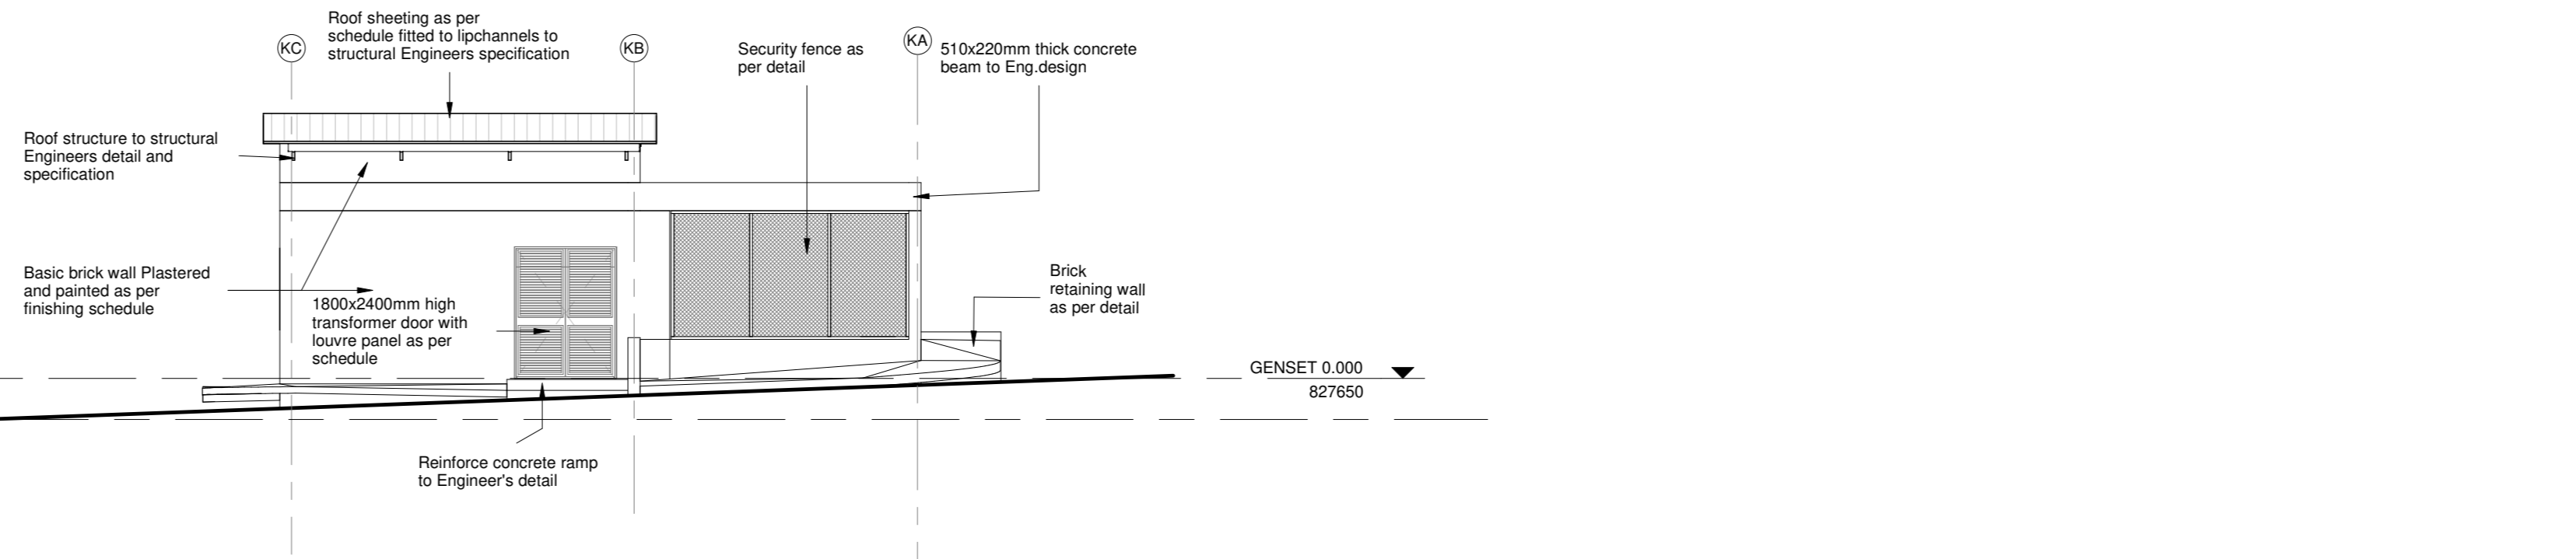 Roof sheeting as per
schedule fitted to lipchannels to
structural Engineers specification
KC
KB
KA
Security fence as
per detail
510x220mm thick concrete
beam to Eng.design
Roof structure to structural
Engineers detail and
specification
Basic brick wall Plastered
and painted as per
finishing schedule
1800x2400mm high
transformer door with
louvre panel as per
schedule
Brick
retaining wall
as per detail
GENSET 0.000
827650
Reinforce concrete ramp
to Engineer's detail